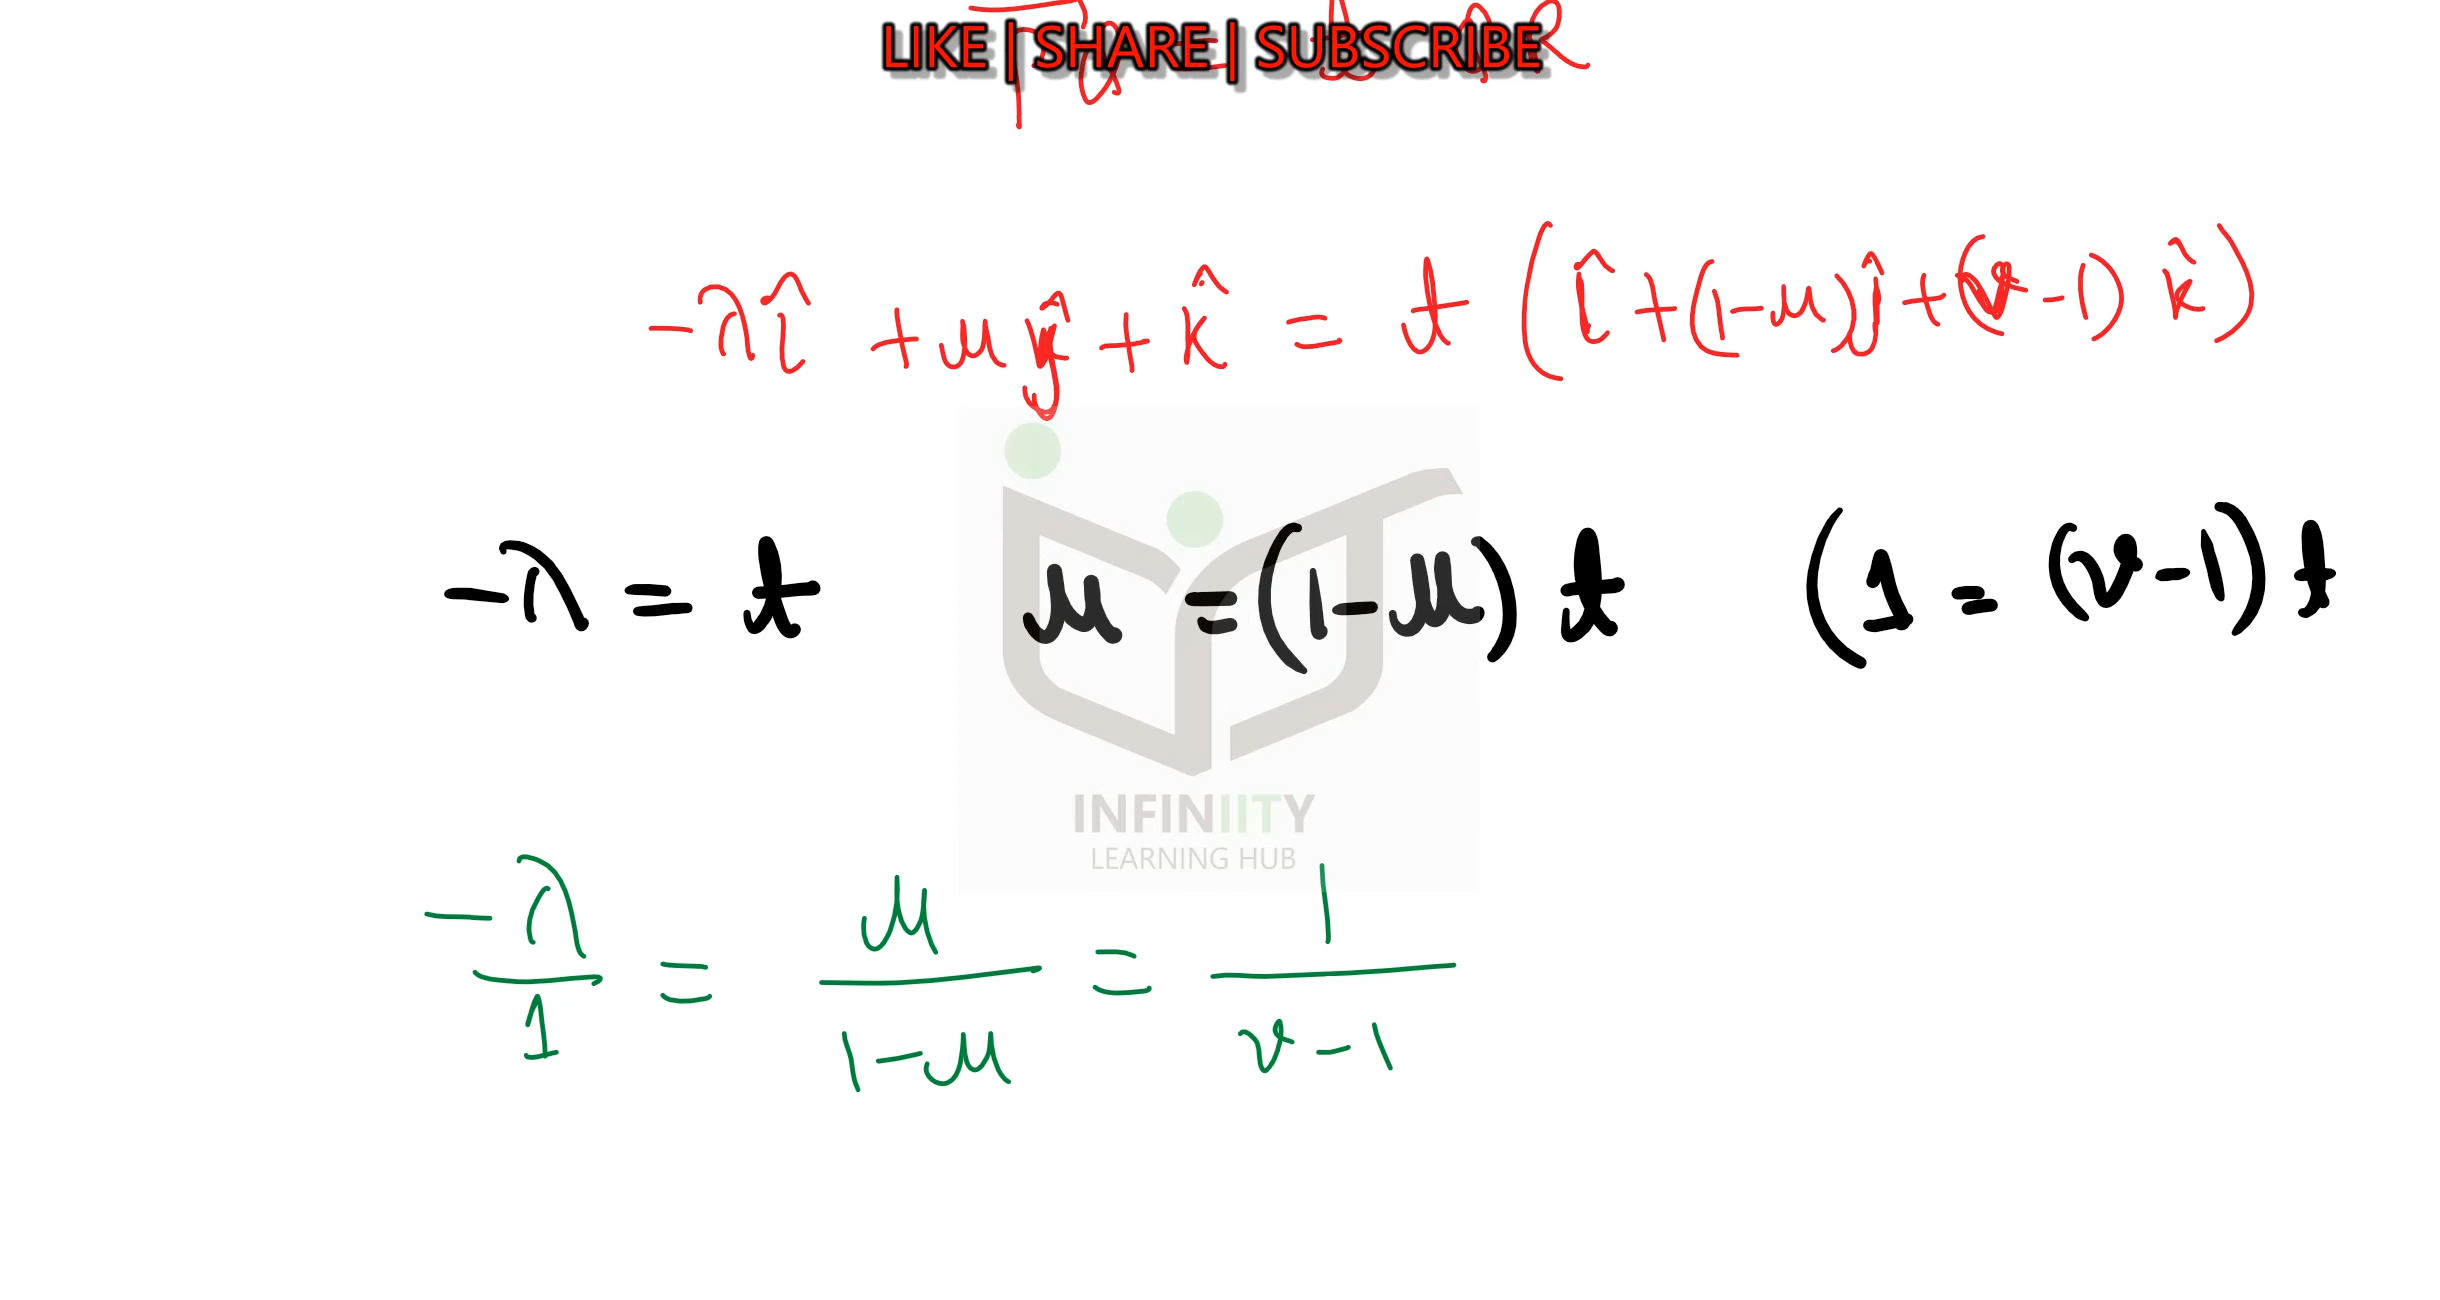 LIKE | SHARE | SUBSCRIBE
-λî + μĵ + k̂ = t (î + (1-μ)ĵ + (v-1) k̂)
-λ = t μ = (1-μ) t (1 = (v-1)) t
INFINIITY
LEARNING HUB
-λ/1 = μ/1-μ = 1/v-1